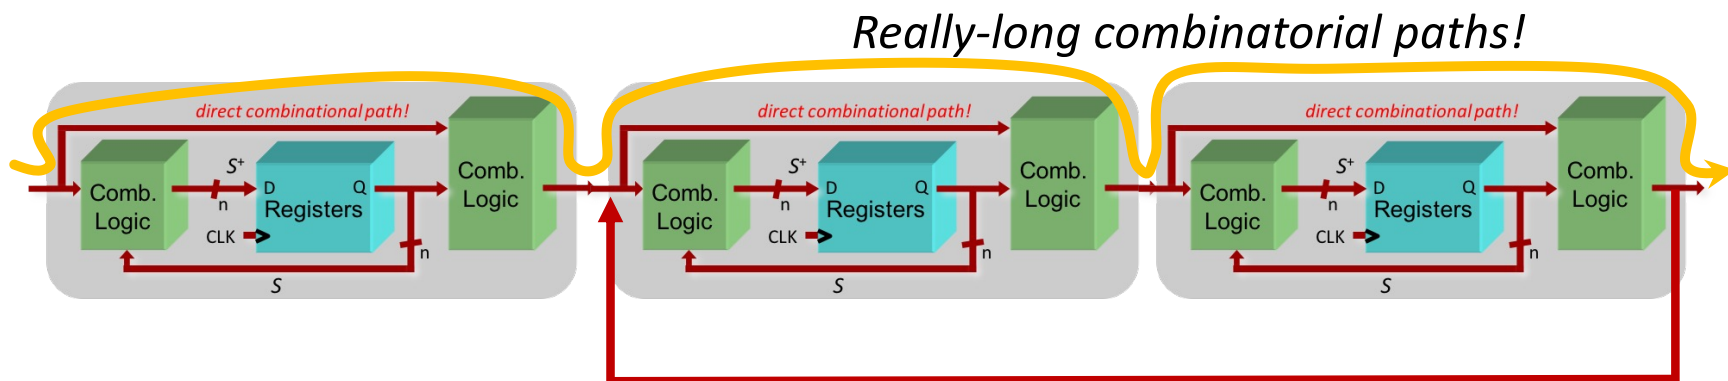 Really-long combinatorial paths!
direct combinational path!
Comb.
Logic
S+
n
D
Q
Registers
CLK
n
S
Comb.
Logic
direct combinational path!
Comb.
Logic
S+
n
D
Q
Registers
CLK
n
S
Comb.
Logic
direct combinational path!
Comb.
Logic
S+
n
D
Q
Registers
CLK
n
S
Comb.
Logic